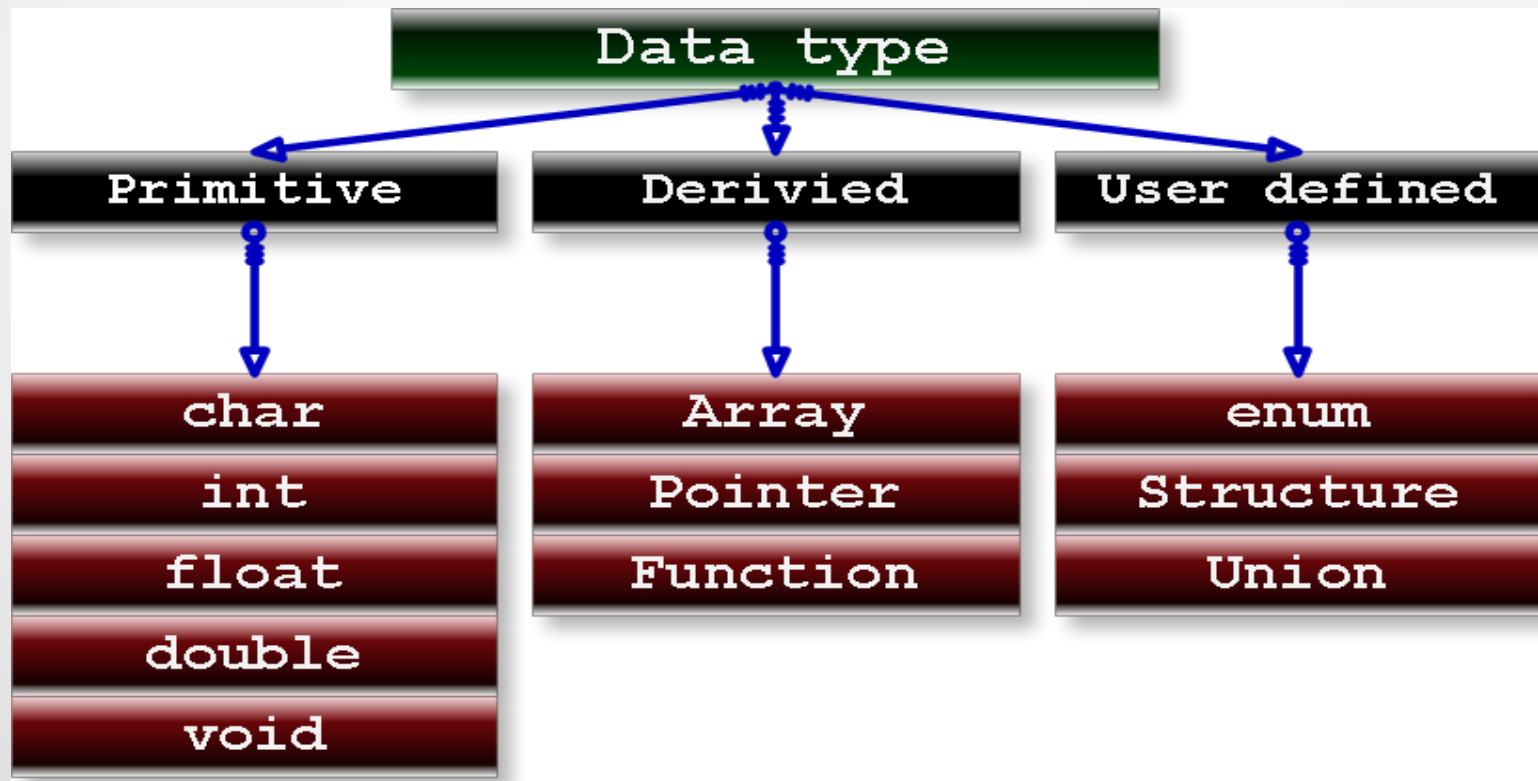 Data type
Primitive
Derivied
User defined
char
Array
enum
int
Pointer
Structure
float
Function
Union
double
void